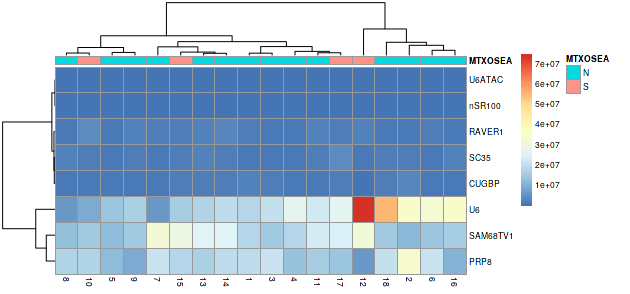 MTXOSEA
U6ATAC
nSR100
RAVER1
SC35
CUGBP
U6
SAM68TV1
PRP8
8 10 5 9 7 15 13 14 1 3 4 11 17 12 18 2 6 16
7e+07
6e+07
5e+07
4e+07
3e+07
2e+07
1e+07
MTXOSEA
N
S